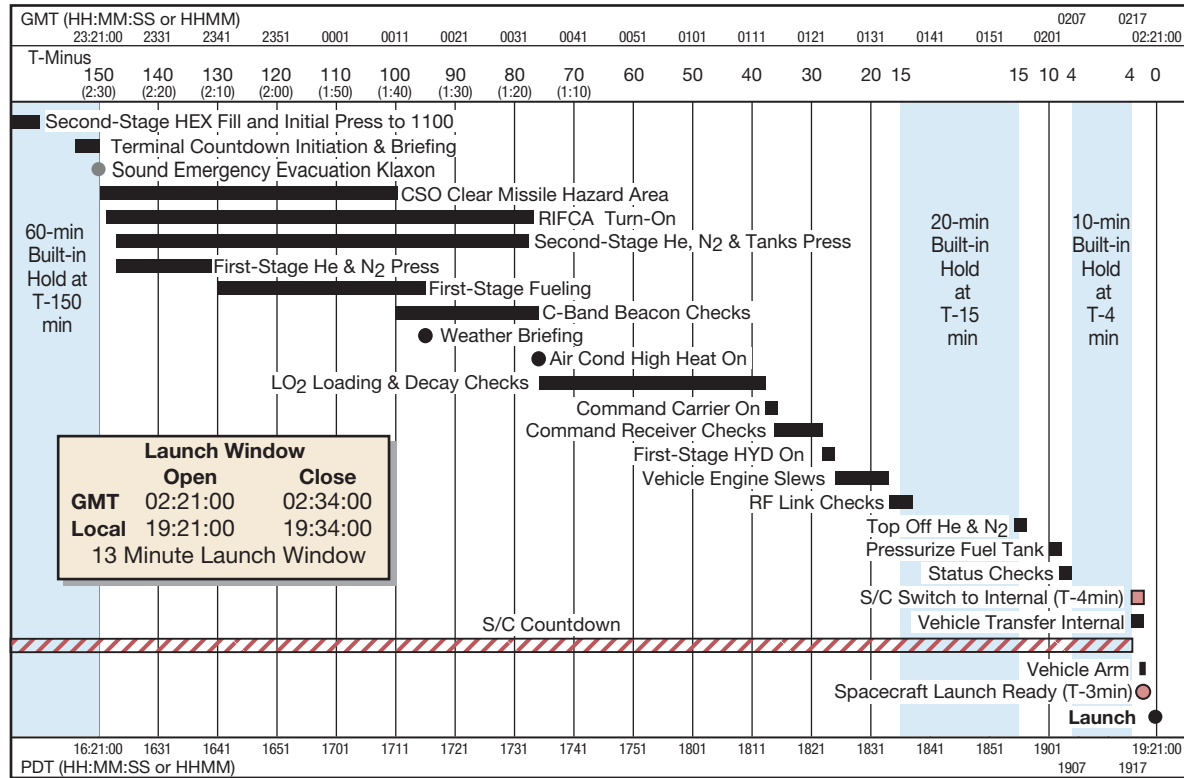 GMT (HH:MM:SS or HHMM)
0207 0217
23:21:00 2331 2341 2351 0001 0011 0021 0031 0041 0051 0101 0111 0121 0131 0141 0151 0201 02:21:00
T-Minus
150 140 130 120 110 100 90 80 70 60 50 40 30 20 15 15 10 4 4 0
(2:30) (2:20) (2:10) (2:00) (1:50) (1:40) (1:30) (1:20) (1:10)
Second-Stage HEX Fill and Initial Press to 1100
Terminal Countdown Initiation & Briefing
Sound Emergency Evacuation Klaxon
CSO Clear Missile Hazard Area
RIFCA Turn-On
Second-Stage He, N2 & Tanks Press
First-Stage He & N2 Press
First-Stage Fueling
C-Band Beacon Checks
Weather Briefing
Air Cond High Heat On
LO2 Loading & Decay Checks
Command Carrier On
Command Receiver Checks
First-Stage HYD On
Vehicle Engine Slews
RF Link Checks
Top Off He & N2
Pressurize Fuel Tank
Status Checks
S/C Switch to Internal (T-4min)
S/C Countdown
Vehicle Transfer Internal
Vehicle Arm
Spacecraft Launch Ready (T-3min)
Launch
60-min
Built-in
Hold at
T-150
min
20-min
Built-in
Hold
at
T-15
min
10-min
Built-in
Hold
at
T-4
min
Launch Window
Open Close
GMT 02:21:00 02:34:00
Local 19:21:00 19:34:00
13 Minute Launch Window
16:21:00 1631 1641 1651 1701 1711 1721 1731 1741 1751 1801 1811 1821 1831 1841 1851 1901 19:21:00
PDT (HH:MM:SS or HHMM)
1907 1917